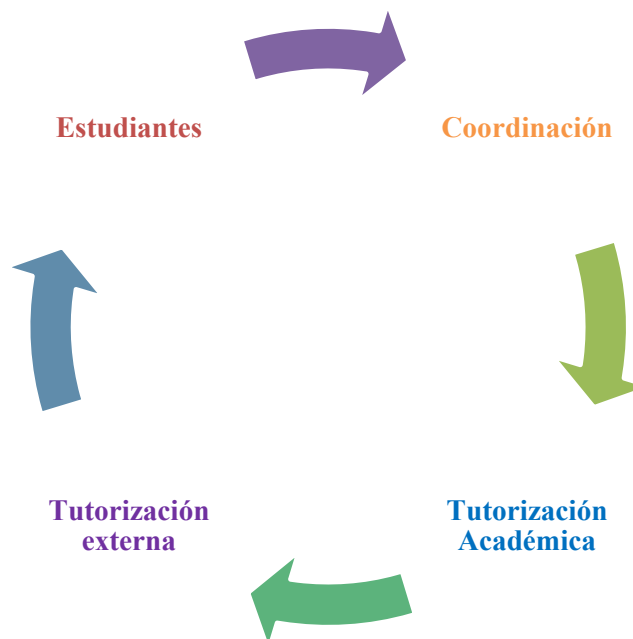 Estudiantes
Coordinación
Tutorización
externa
Tutorización
Académica